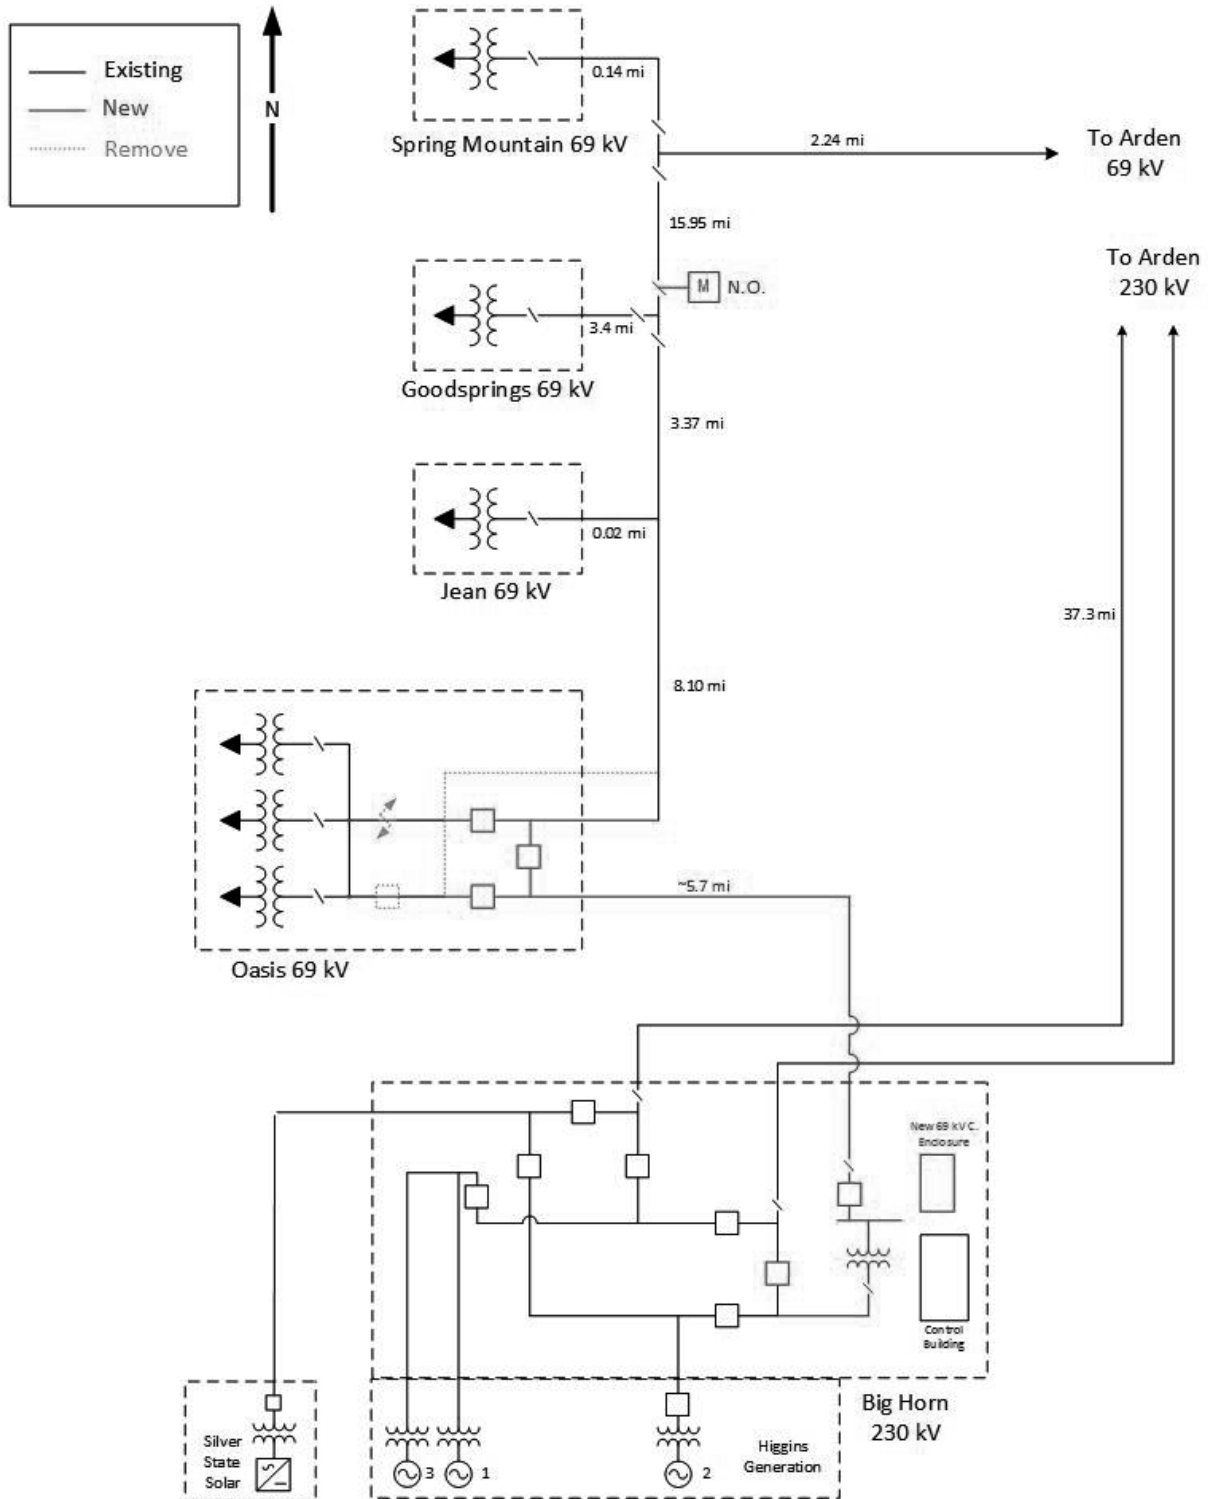 Existing
New
Remove
N
0.14 mi
Spring Mountain 69 kV
2.24 mi
To Arden
69 kV
15.95 mi
To Arden
230 kV
M
N.O.
3.4 mi
Goodsprings 69 kV
3.37 mi
0.02 mi
Jean 69 kV
37.3 mi
8.10 mi
~5.7 mi
Oasis 69 kV
New 69 kV C.
Enclosure
Control
Building
Big Horn
230 kV
Silver
State
Solar
3
1
2
Higgins
Generation